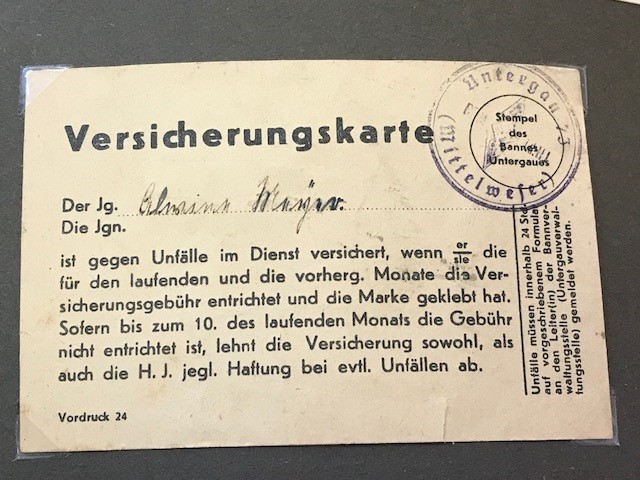 Versicherungskarte
Der Jg. Alwine Meyer.
Die Jgn.
ist gegen Unfälle im Dienst versichert, wenn er/sie die
für den laufenden und die vorherg. Monate die Ver-
sicherungsgebühr entrichtet und die Marke geklebt hat.
Sofern bis zum 10. des laufenden Monats die Gebühr
nicht entrichtet ist, lehnt die Versicherung sowohl, als
auch die H. J. jegl. Haftung bei evtl. Unfällen ab.
Vordruck 24
Untergau
(Mittelweser)
Stempel
des
Bannes
Untergaues
Unfälle müssen innerhalb 24 Std.
auf vorgeschriebenem Formular
an den Leiter(in) der Bannver-
waltungsstelle (Untergauverwal-
tungsstelle) gemeldet werden.